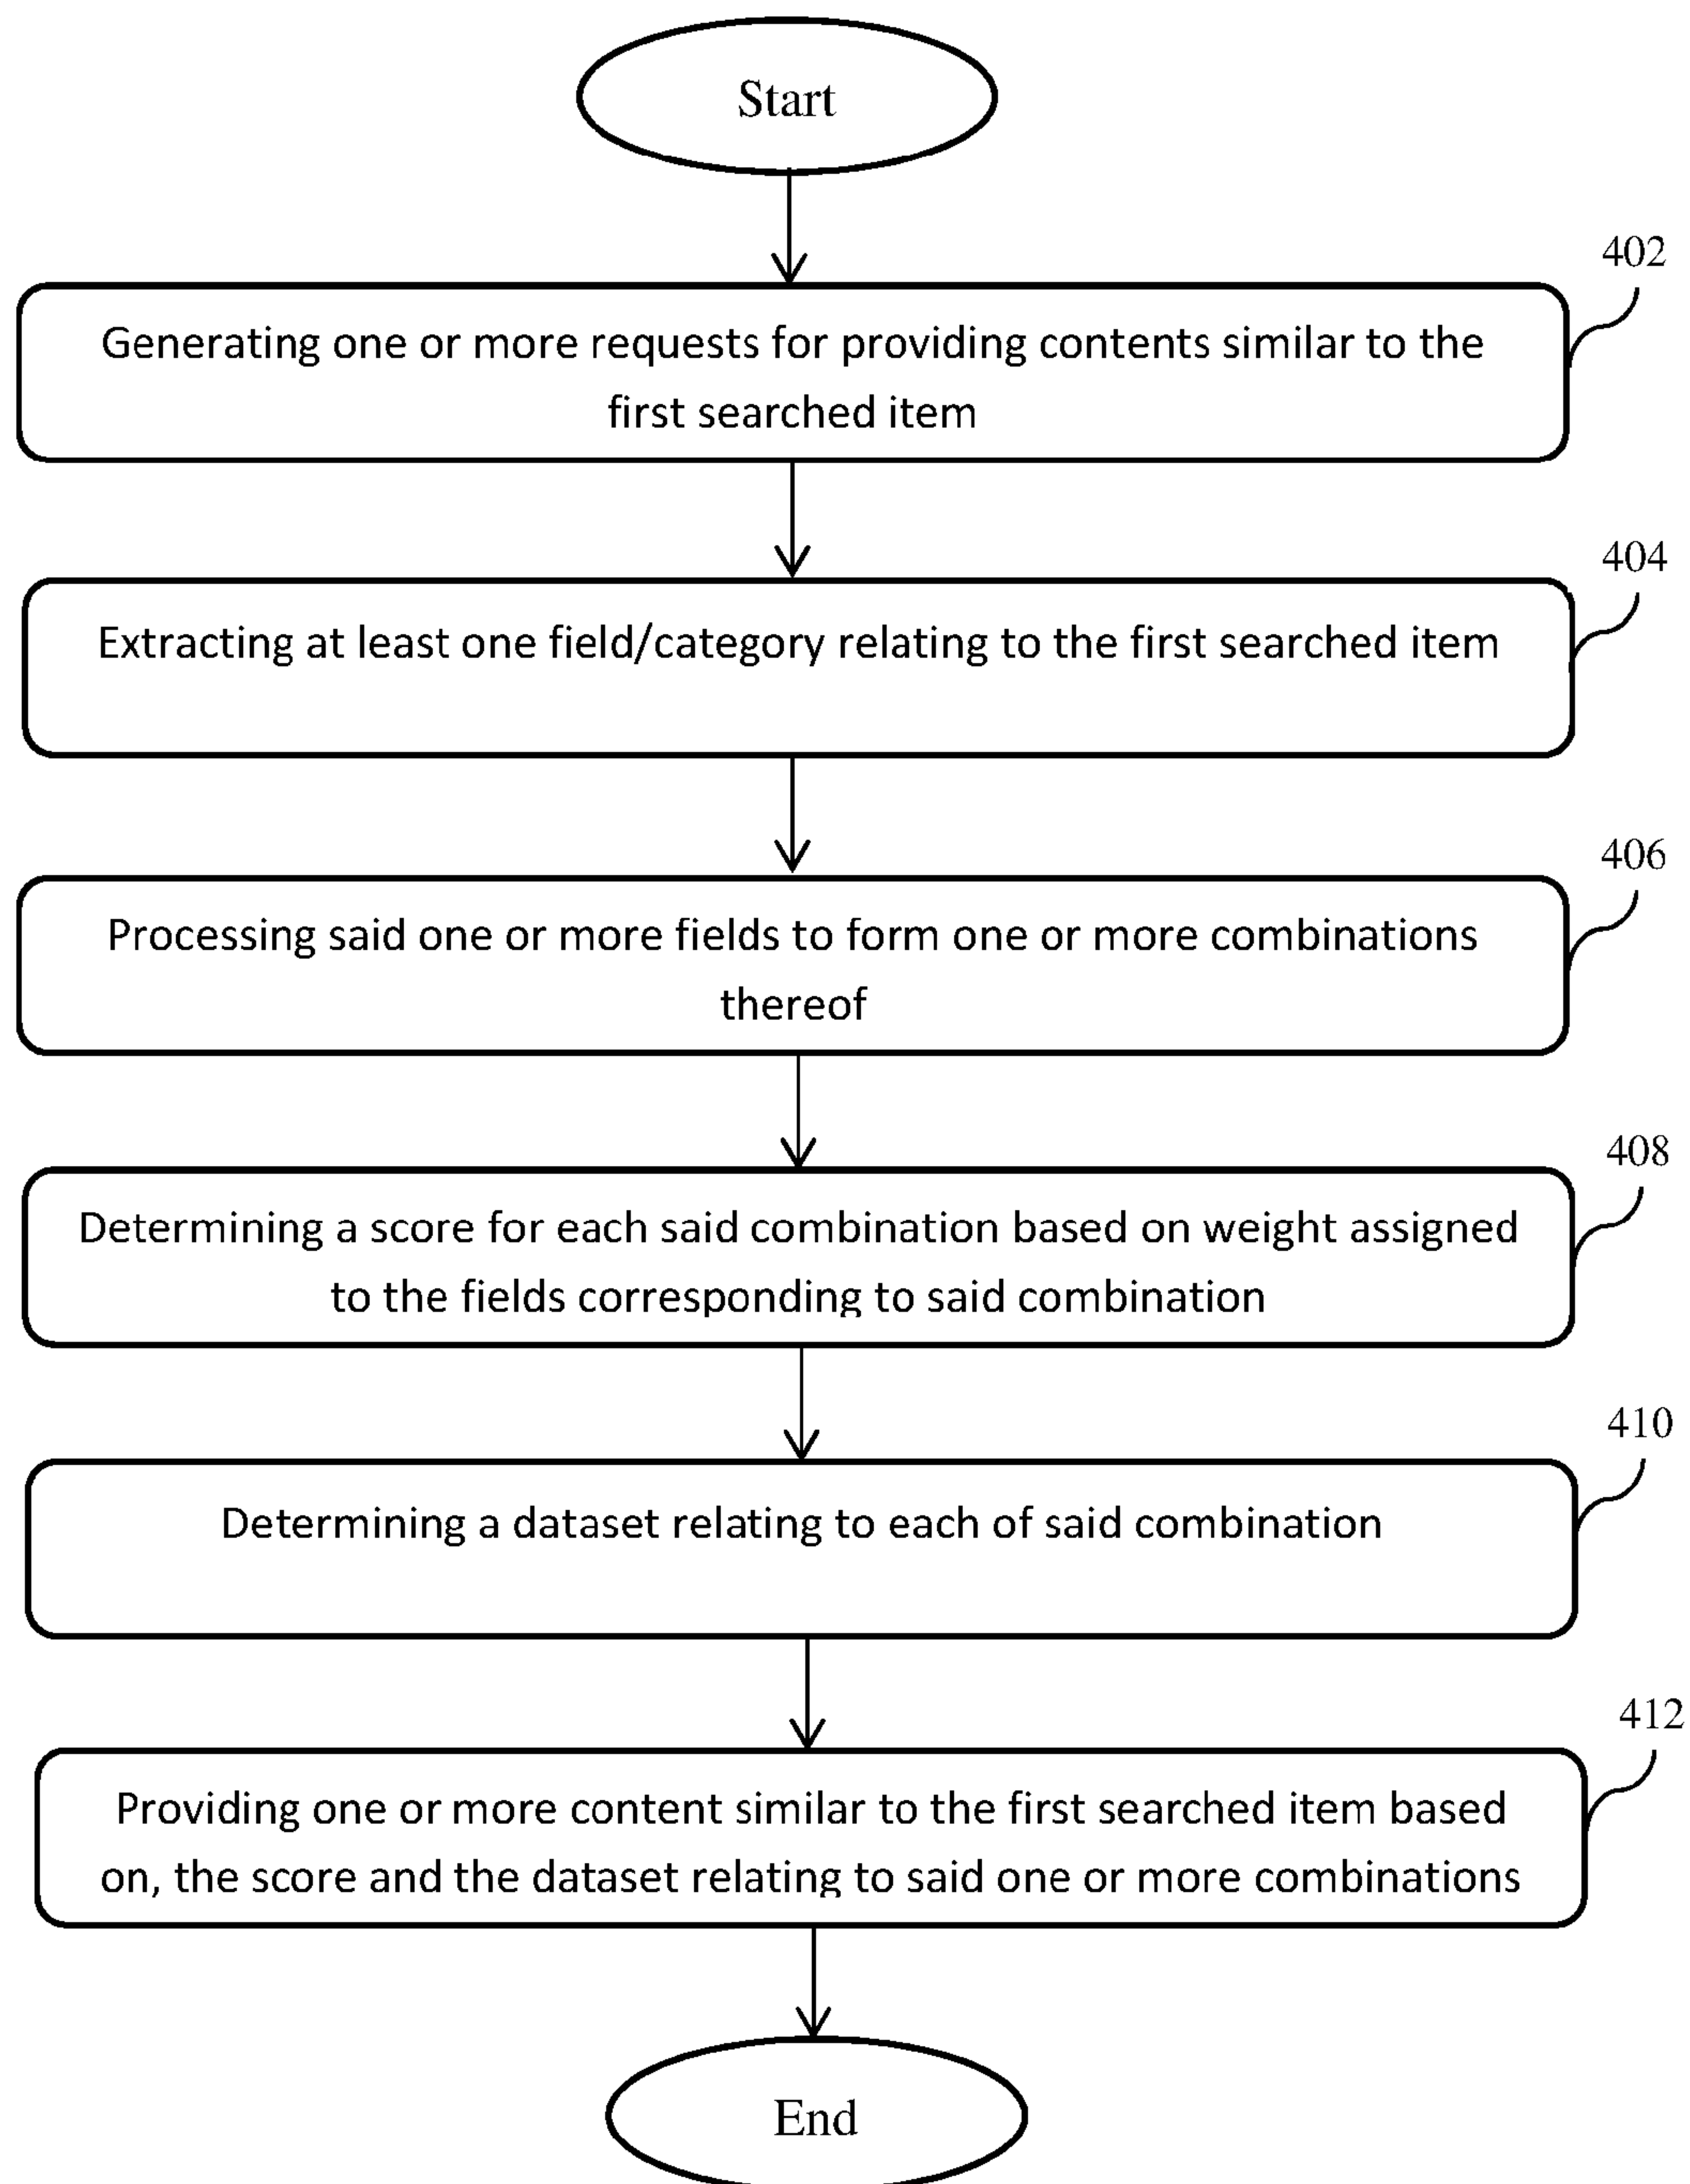 Start
402
Generating one or more requests for providing contents similar to the
first searched item
404
Extracting at least one field/category relating to the first searched item
406
Processing said one or more fields to form one or more combinations
thereof
408
Determining a score for each said combination based on weight assigned
to the fields corresponding to said combination
410
Determining a dataset relating to each of said combination
412
Providing one or more content similar to the first searched item based
on, the score and the dataset relating to said one or more combinations
End